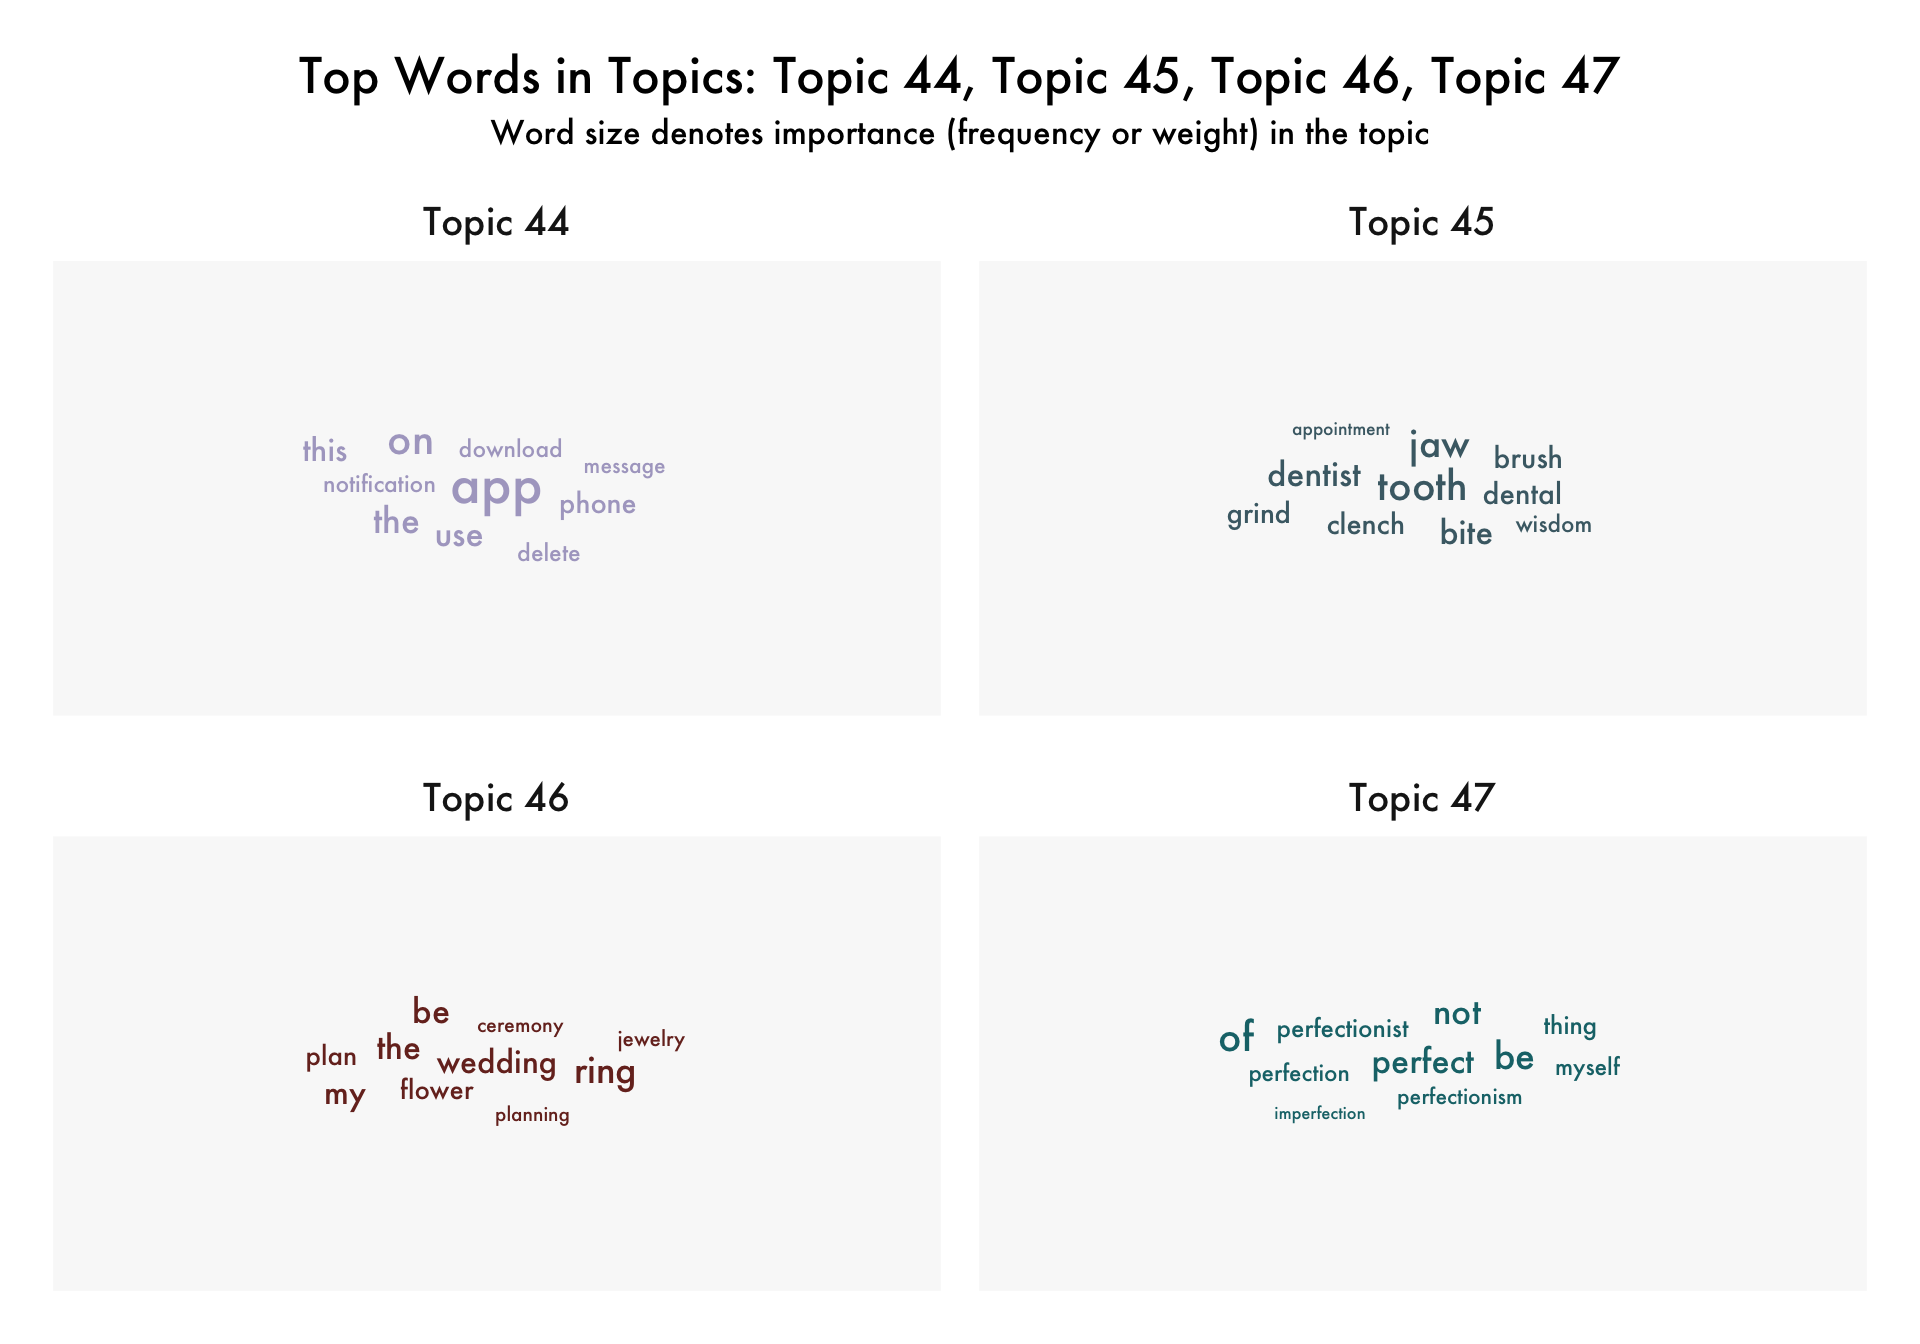 Top Words in Topics: Topic 44, Topic 45, Topic 46, Topic 47
Word size denotes importance (frequency or weight) in the topic
Topic 44
this on download message
notification app phone
the use delete
Topic 45
appointment jaw brush
dentist tooth dental
grind clench bite wisdom
Topic 46
be ceremony jewelry
plan the wedding ring
my flower planning
Topic 47
of perfectionist not thing
perfection perfect be myself
imperfection perfectionism